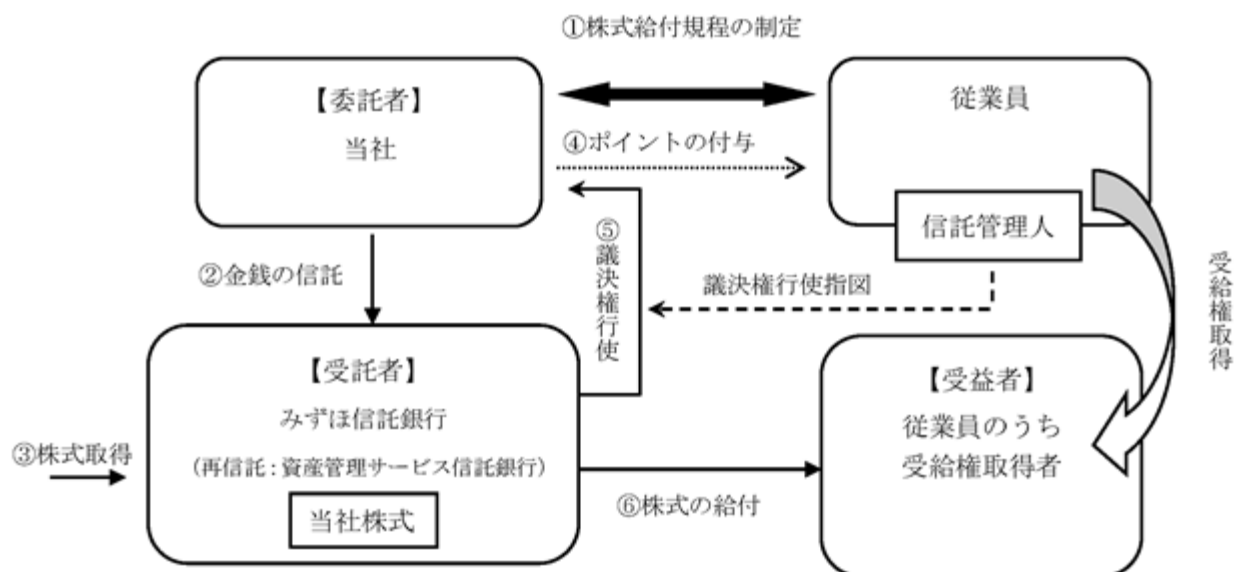 ①株式給付規程の制定
【委託者】
当社
従業員
④ポイントの付与
信託管理人
②金銭の信託
⑤議決権行使
議決権行使指図
受給権取得
【受託者】
みずほ信託銀行
(再信託：資産管理サービス信託銀行)
当社株式
③株式取得
【受益者】
従業員のうち
受給権取得者
⑥株式の給付